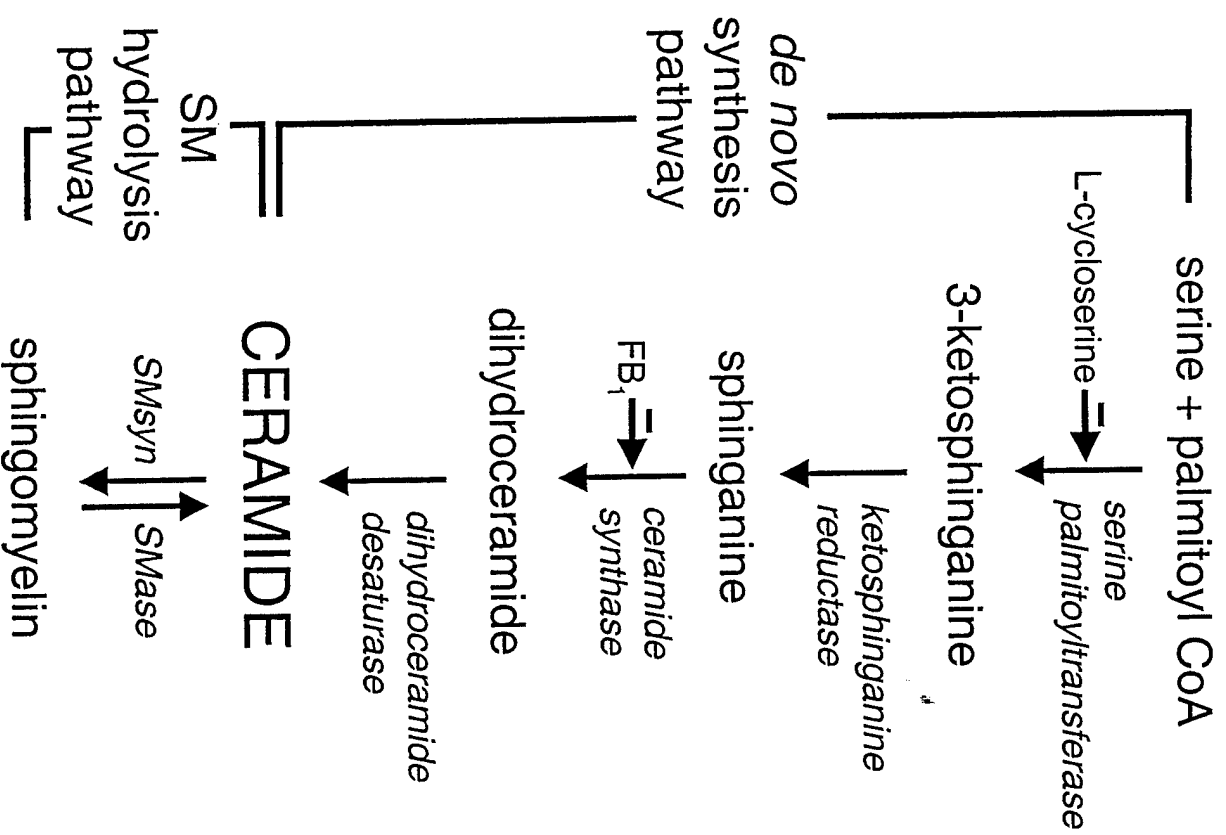 serine + palmitoyl CoA
L-cycloserine
serine
palmitoyltransferase
3-ketosphinganine
ketosphinganine
reductase
de novo
synthesis
pathway
sphinganine
FB₁
ceramide
synthase
dihydroceramide
dihydroceramide
desaturase
CERAMIDE
SM
hydrolysis
pathway
SMsyn
SMase
sphingomyelin